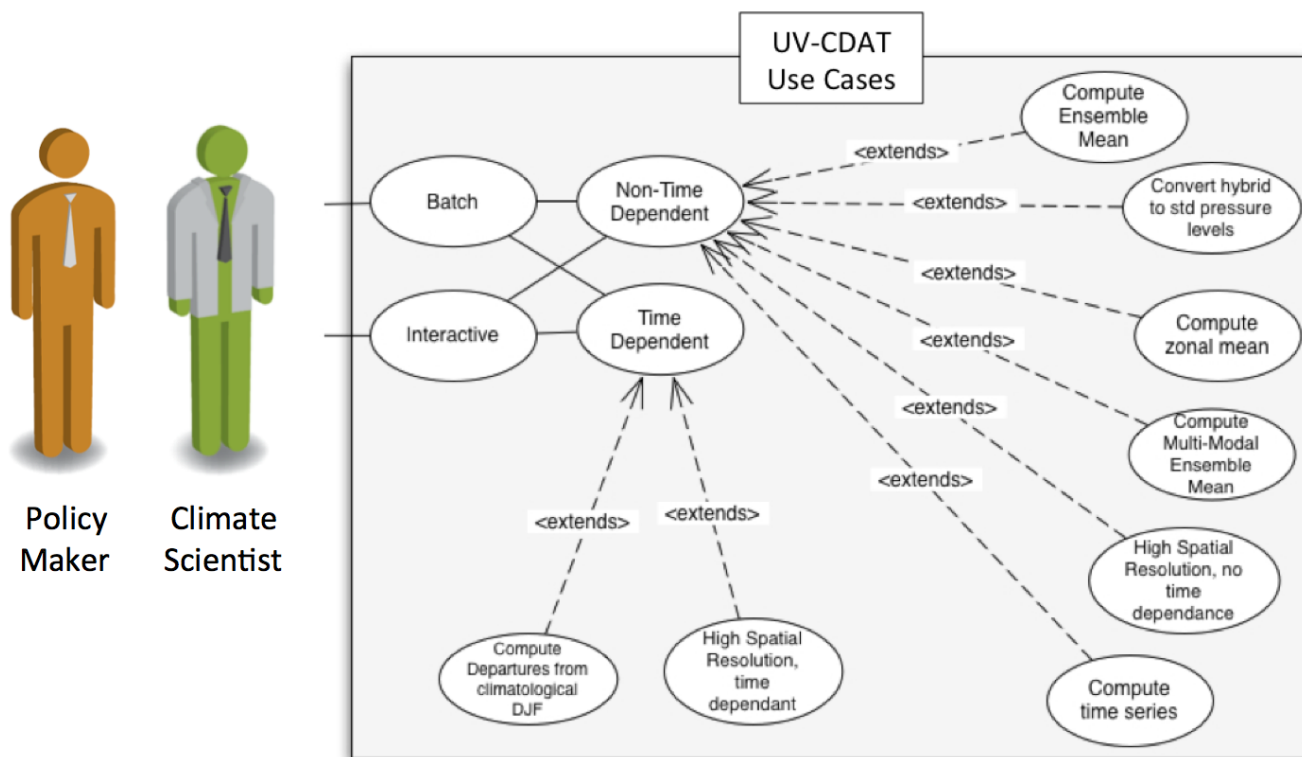 UV-CDAT
Use Cases
Policy
Maker
Climate
Scientist
Batch
Interactive
Non-Time
Dependent
Time
Dependent
<extends>
Compute
Ensemble
Mean
<extends>
Convert hybrid
to std pressure
levels
<extends>
Compute
zonal mean
<extends>
Compute
Multi-Modal
Ensemble
Mean
<extends>
High Spatial
Resolution, no
time
dependance
<extends>
Compute
time series
<extends>
Compute
Departures from
climatological
DJF
<extends>
High Spatial
Resolution,
time
dependant